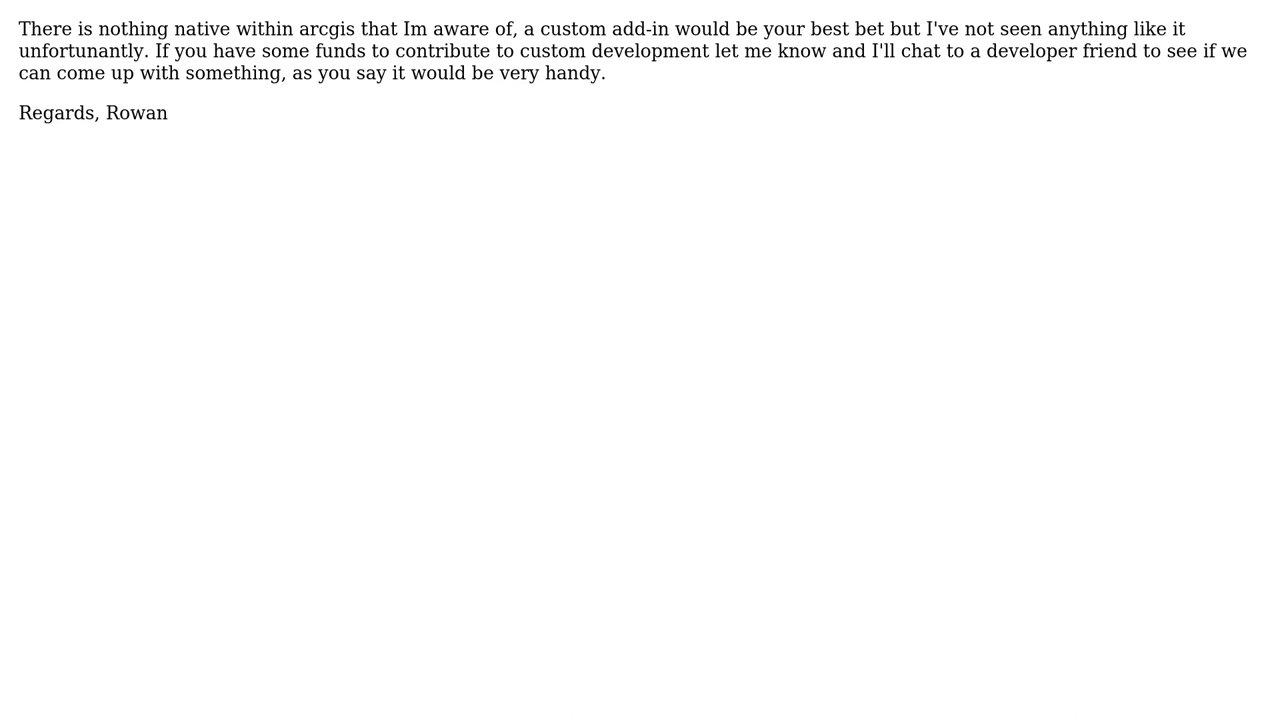 There is nothing native within arcgis that Im aware of, a custom add-in would be your best bet but I've not seen anything like it
unfortunantly. If you have some funds to contribute to custom development let me know and I'll chat to a developer friend to see if we
can come up with something, as you say it would be very handy.
Regards, Rowan